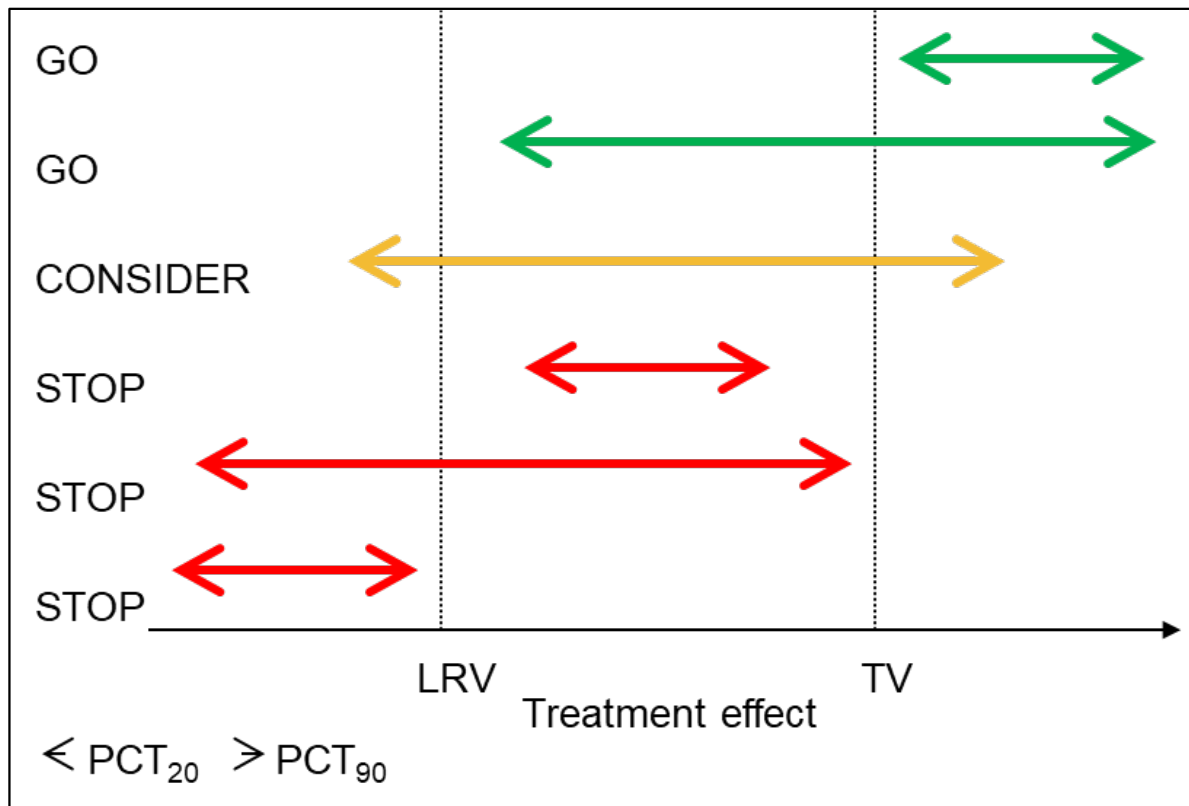 GO
GO
CONSIDER
STOP
STOP
STOP
LRV TV
Treatment effect
< PCT20 > PCT90